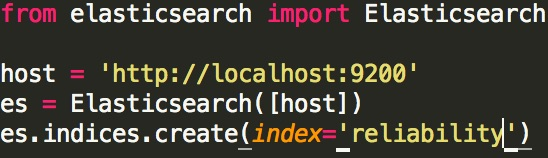 from elasticsearch import Elasticsearch
host = 'http://localhost:9200'
es = Elasticsearch([host])
es.indices.create(index='reliability')